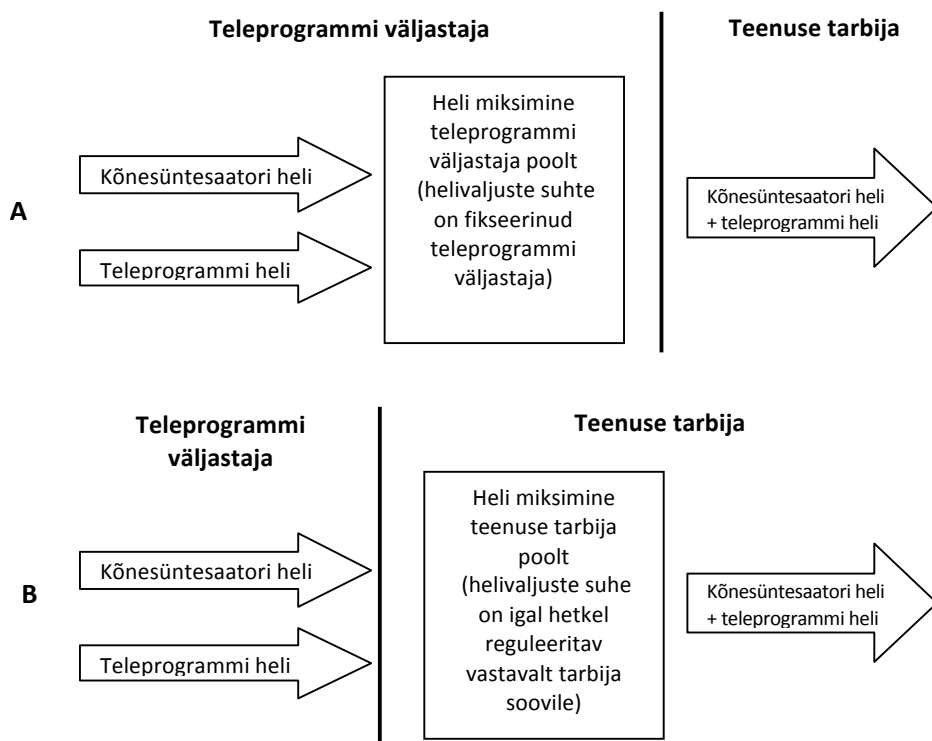 Teleprogrammi väljastaja
Teenuse tarbija
A
Kõnesüntesaatori heli
Teleprogrammi heli
Heli miksimine
teleprogrammi
väljastaja poolt
(helivaljuste suhte
on fikseerinud
teleprogrammi
väljastaja)
Kõnesüntesaatori heli
+ teleprogrammi heli
Teleprogrammi
väljastaja
Teenuse tarbija
B
Kõnesüntesaatori heli
Teleprogrammi heli
Heli miksimine
teenuse tarbija
poolt
(helivaljuste suhe
on igal hetkel
reguleeritav
vastavalt tarbija
soovile)
Kõnesüntesaatori heli
+ teleprogrammi heli